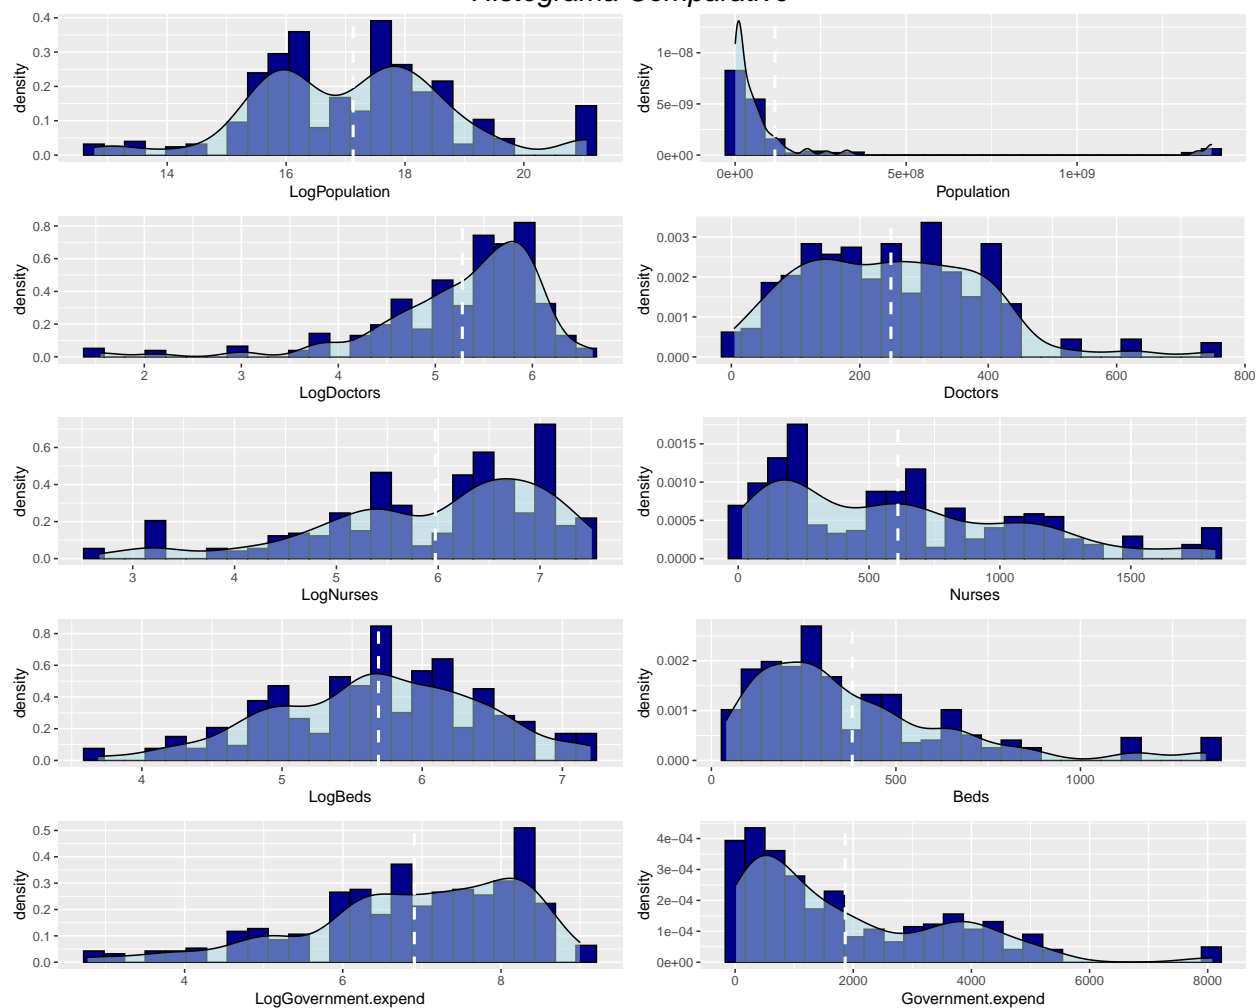 Histograma Comparativo
0.4
0.3
0.2
0.1
0.0
density
14 16 18 20
LogPopulation
1e−08
5e−09
0e+00
density
0e+00 5e+08 1e+09
Population
0.8
0.6
0.4
0.2
0.0
density
2 3 4 5 6
LogDoctors
0.003
0.002
0.001
0.000
density
0 200 400 600 800
Doctors
0.6
0.4
0.2
0.0
density
3 4 5 6 7
LogNurses
0.0015
0.0010
0.0005
0.0000
density
0 500 1000 1500
Nurses
0.8
0.6
0.4
0.2
0.0
density
4 5 6 7
LogBeds
0.002
0.001
0.000
density
0 500 1000
Beds
0.5
0.4
0.3
0.2
0.1
0.0
density
4 6 8
LogGovernment.expend
4e−04
3e−04
2e−04
1e−04
0e+00
density
0 2000 4000 6000 8000
Government.expend